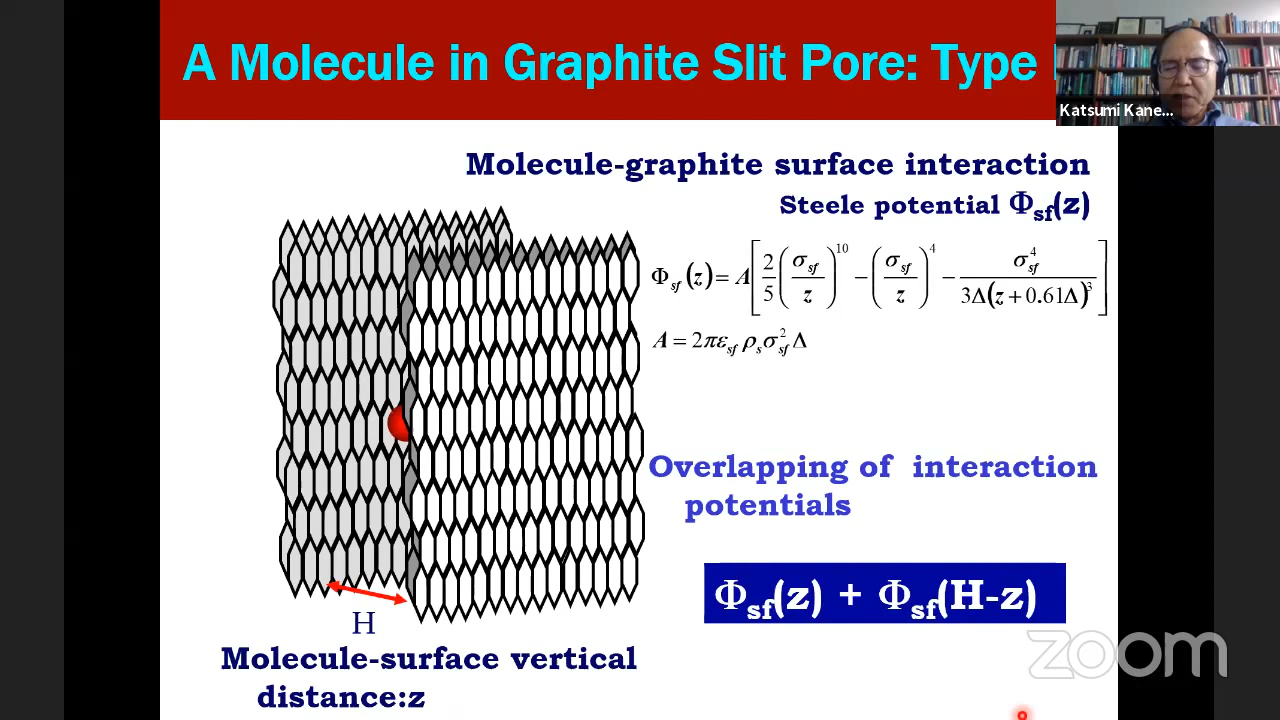 A Molecule in Graphite Slit Pore: Type
Katsumi Kane...
Molecule-graphite surface interaction
Steele potential Φsf(z)
Φsf(z) = A[2/5(σsf/z)^10 − (σsf/z)^4 − σsf^4/3Δ(z+0.61Δ)^3]
A = 2πεsf ρs σsf^2 Δ
Overlapping of interaction
potentials
Φsf(z) + Φsf(H-z)
H
Molecule-surface vertical
distance:z
zoom